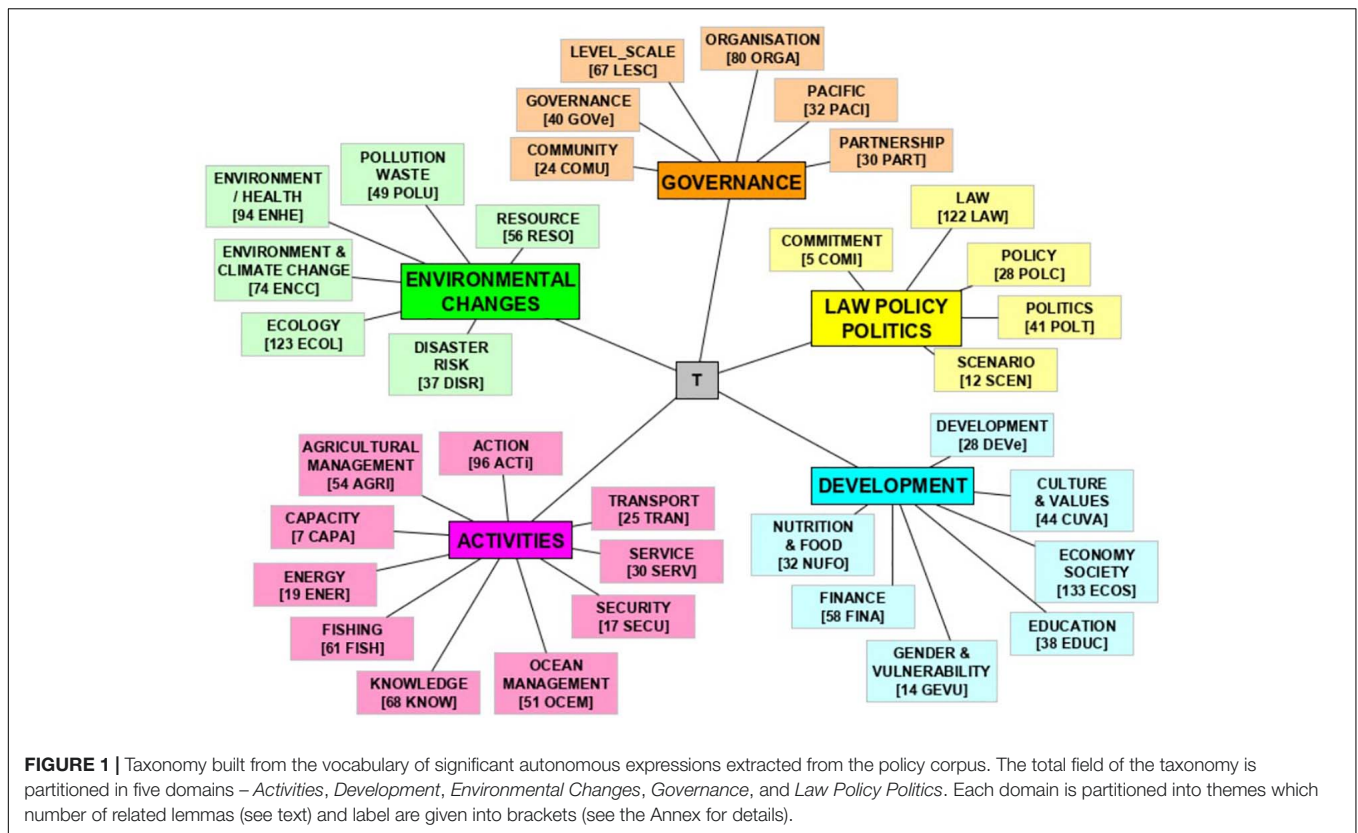 ORGANISATION
[80 ORGA]
LEVEL_SCALE
[67 LESC]
PACIFIC
[32 PACI]
GOVERNANCE
[40 GOVe]
PARTNERSHIP
[30 PART]
COMMUNITY
[24 COMU]
GOVERNANCE
POLLUTION
WASTE
[49 POLU]
ENVIRONMENT
/ HEALTH
[94 ENHE]
RESOURCE
[56 RESO]
ENVIRONMENT &
CLIMATE CHANGE
[74 ENCC]
ENVIRONMENTAL
CHANGES
ECOLOGY
[123 ECOL]
DISASTER
RISK
[37 DISR]
LAW
[122 LAW]
COMMITMENT
[5 COMI]
POLICY
[28 POLC]
LAW POLICY
POLITICS
POLITICS
[41 POLT]
SCENARIO
[12 SCEN]
T
AGRICULTURAL
MANAGEMENT
[54 AGRI]
ACTION
[96 ACTi]
TRANSPORT
[25 TRAN]
CAPACITY
[7 CAPA]
ACTIVITIES
SERVICE
[30 SERV]
ENERGY
[19 ENER]
SECURITY
[17 SECU]
FISHING
[61 FISH]
KNOWLEDGE
[68 KNOW]
OCEAN
MANAGEMENT
[51 OCEM]
DEVELOPMENT
[28 DEVe]
DEVELOPMENT
CULTURE
& VALUES
[44 CUVA]
NUTRITION
& FOOD
[32 NUFO]
ECONOMY
SOCIETY
[133 ECOS]
FINANCE
[58 FINA]
EDUCATION
[38 EDUC]
GENDER &
VULNERABILITY
[14 GEVU]
FIGURE 1 | Taxonomy built from the vocabulary of significant autonomous expressions extracted from the policy corpus. The total field of the taxonomy is
partitioned in five domains – Activities, Development, Environmental Changes, Governance, and Law Policy Politics. Each domain is partitioned into themes which
number of related lemmas (see text) and label are given into brackets (see the Annex for details).